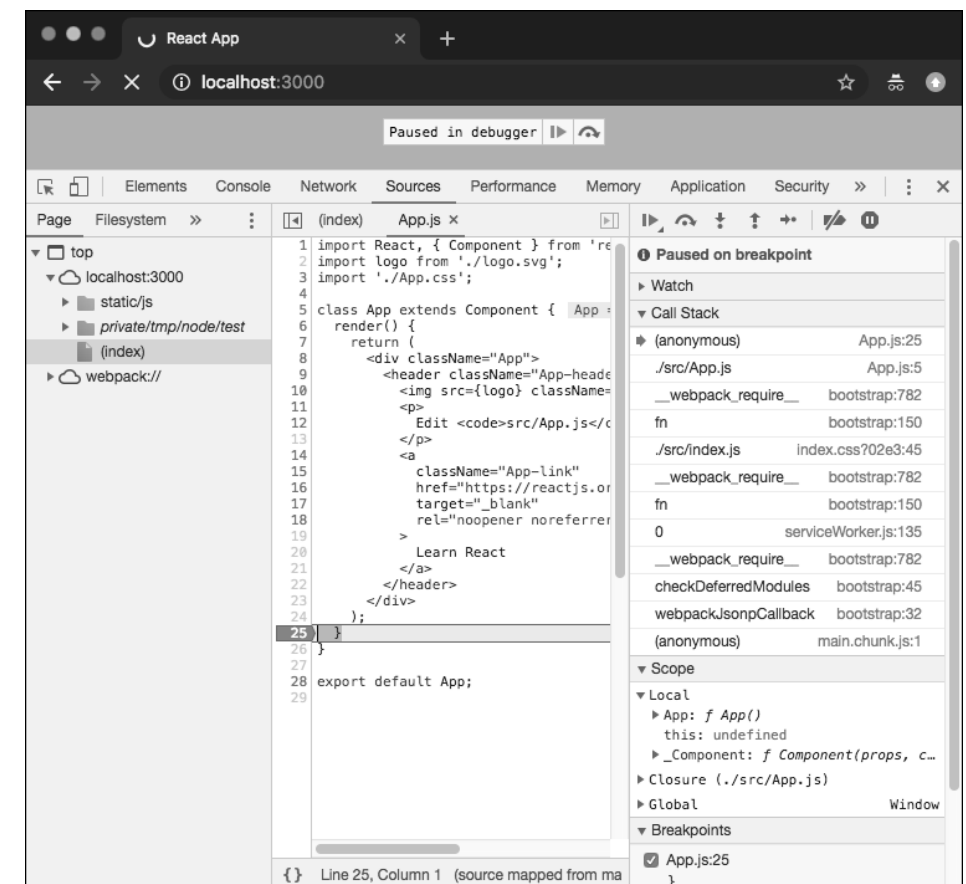 React App × +
localhost:3000
Paused in debugger
Elements Console Network Sources Performance Memory Application Security » ⋮ ×
Page Filesystem » ⋮
top
localhost:3000
static/js
private/tmp/node/test
(index)
webpack://
(index) App.js ×
1 import React, { Component } from 're
2 import logo from './logo.svg';
3 import './App.css';
4
5 class App extends Component { App =
6 render() {
7 return (
8 <div className="App">
9 <header className="App-heade
10 <img src={logo} className=
11 <p>
12 Edit <code>src/App.js</c
13 </p>
14 <a
15 className="App-link"
16 href="https://reactjs.or
17 target="_blank"
18 rel="noopener noreferrer
19 >
20 Learn React
21 </a>
22 </header>
23 </div>
24 );
25 }
26 }
27
28 export default App;
29
{} Line 25, Column 1 (source mapped from ma
Paused on breakpoint
Watch
Call Stack
(anonymous) App.js:25
./src/App.js App.js:5
__webpack_require__ bootstrap:782
fn bootstrap:150
./src/index.js index.css?02e3:45
__webpack_require__ bootstrap:782
fn bootstrap:150
0 serviceWorker.js:135
__webpack_require__ bootstrap:782
checkDeferredModules bootstrap:45
webpackJsonpCallback bootstrap:32
(anonymous) main.chunk.js:1
Scope
Local
App: ƒ App()
this: undefined
_Component: ƒ Component(props, c…
Closure (./src/App.js)
Global Window
Breakpoints
App.js:25
}